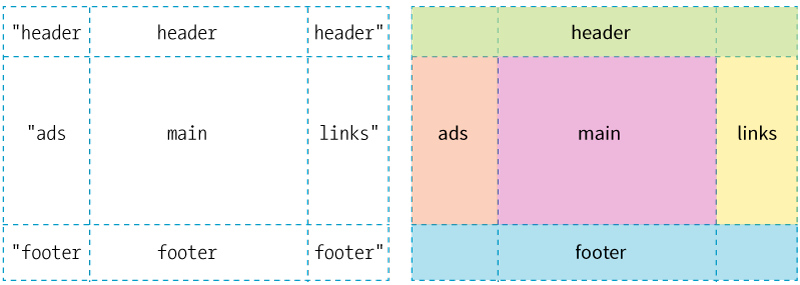 "header header header"
"ads main links"
"footer footer footer"
header
ads main links
footer